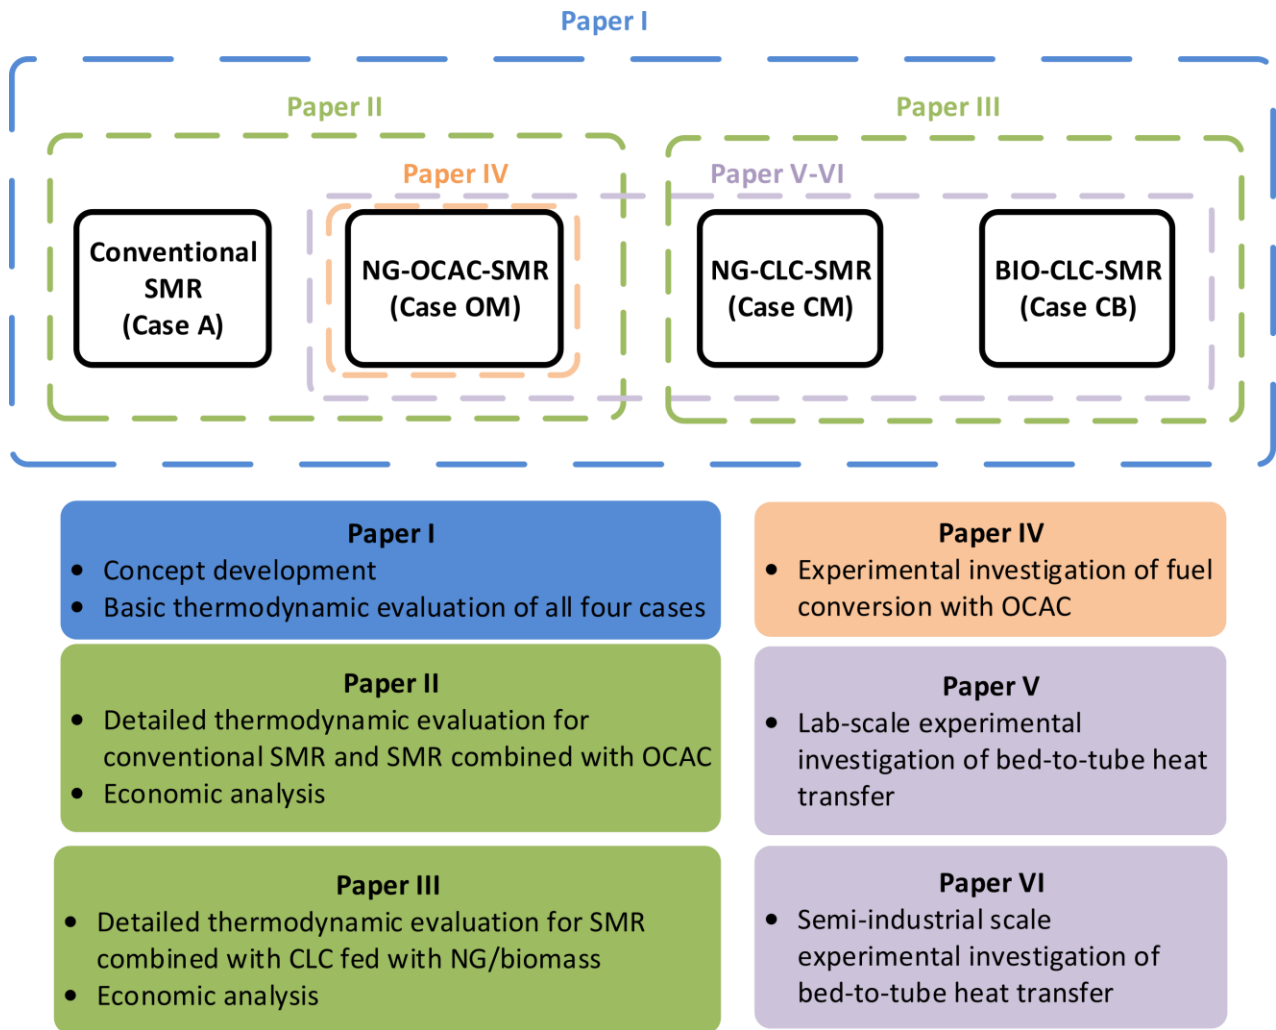 Paper I
Paper II
Paper III
Paper IV
Paper V-VI
Conventional
SMR
(Case A)
NG-OCAC-SMR
(Case OM)
NG-CLC-SMR
(Case CM)
BIO-CLC-SMR
(Case CB)
Paper I
• Concept development
• Basic thermodynamic evaluation of all four cases
Paper II
• Detailed thermodynamic evaluation for
conventional SMR and SMR combined with OCAC
• Economic analysis
Paper III
• Detailed thermodynamic evaluation for SMR
combined with CLC fed with NG/biomass
• Economic analysis
Paper IV
• Experimental investigation of fuel
conversion with OCAC
Paper V
• Lab-scale experimental
investigation of bed-to-tube heat
transfer
Paper VI
• Semi-industrial scale
experimental investigation of
bed-to-tube heat transfer